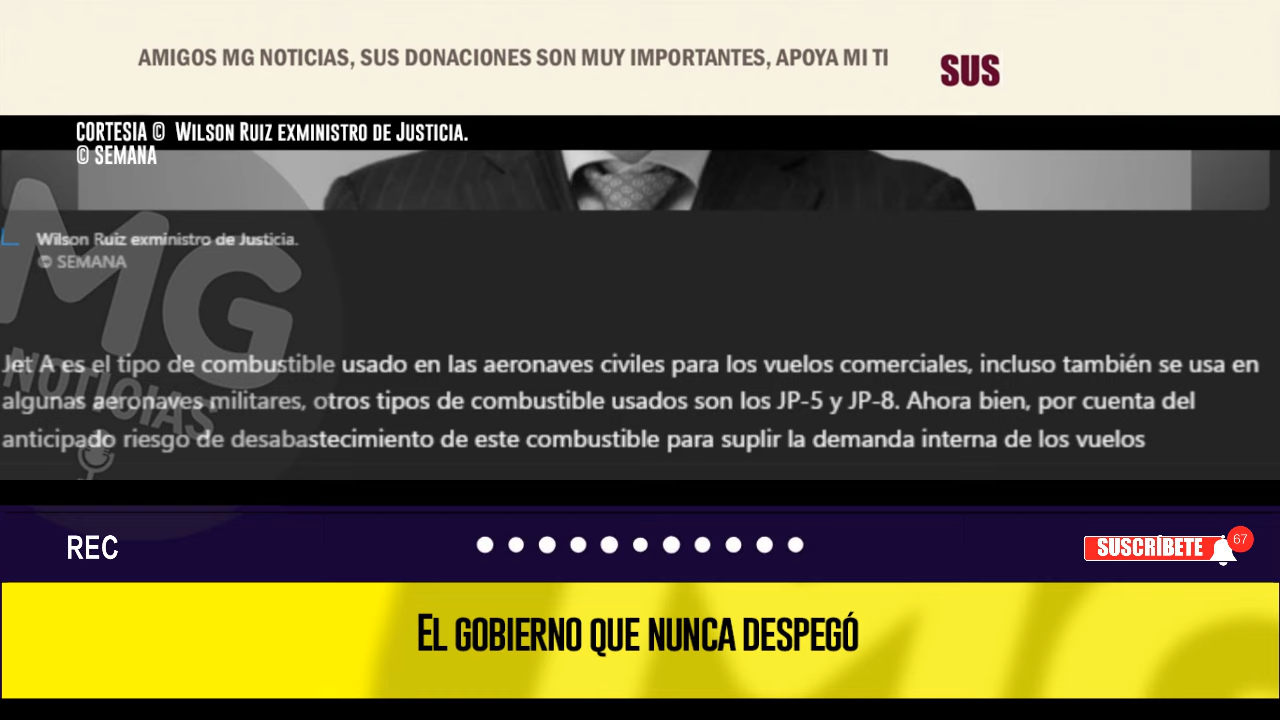 AMIGOS MG NOTICIAS, SUS DONACIONES SON MUY IMPORTANTES, APOYA MI TI
SUS
CORTESIA © WILSON RUIZ EXMINISTRO DE JUSTICIA.
© SEMANA
Wilson Ruiz exministro de Justicia.
© SEMANA
MG
NOTICIAS
Jet A es el tipo de combustible usado en las aeronaves civiles para los vuelos comerciales, incluso también se usa en
algunas aeronaves militares, otros tipos de combustible usados son los JP-5 y JP-8. Ahora bien, por cuenta del
anticipado riesgo de desabastecimiento de este combustible para suplir la demanda interna de los vuelos
REC
SUSCRÍBETE
67
EL GOBIERNO QUE NUNCA DESPEGÓ